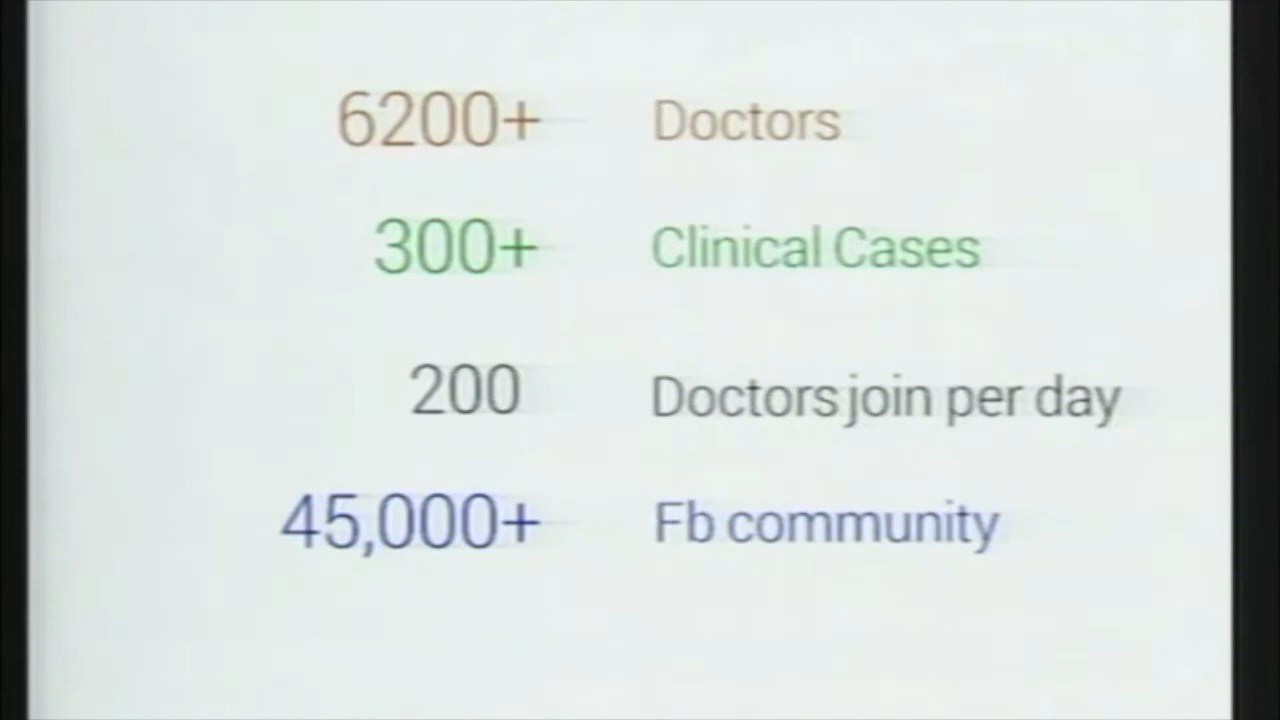 6200+ Doctors
300+ Clinical Cases
200 Doctors join per day
45,000+ Fb community